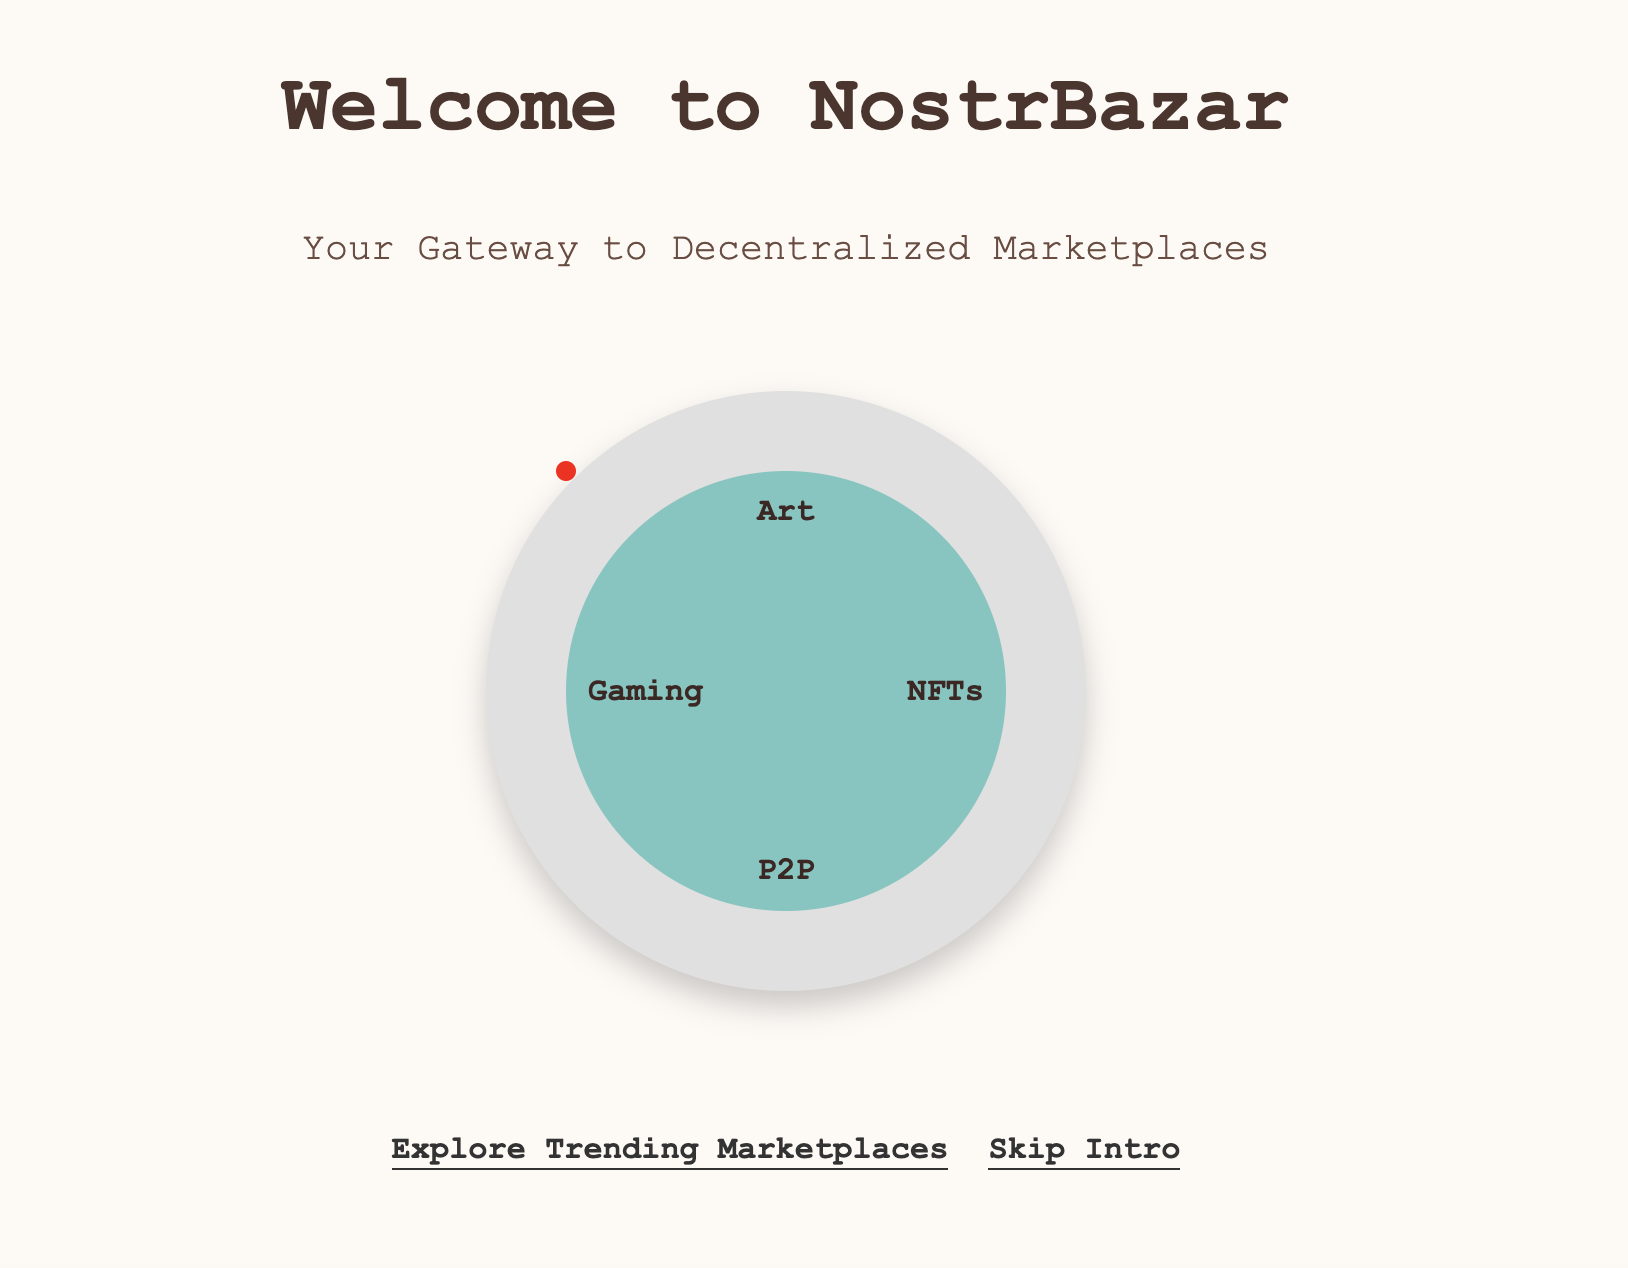 Welcome to NostrBazar
Your Gateway to Decentralized Marketplaces
Art
Gaming NFTs
P2P
Explore Trending Marketplaces Skip Intro